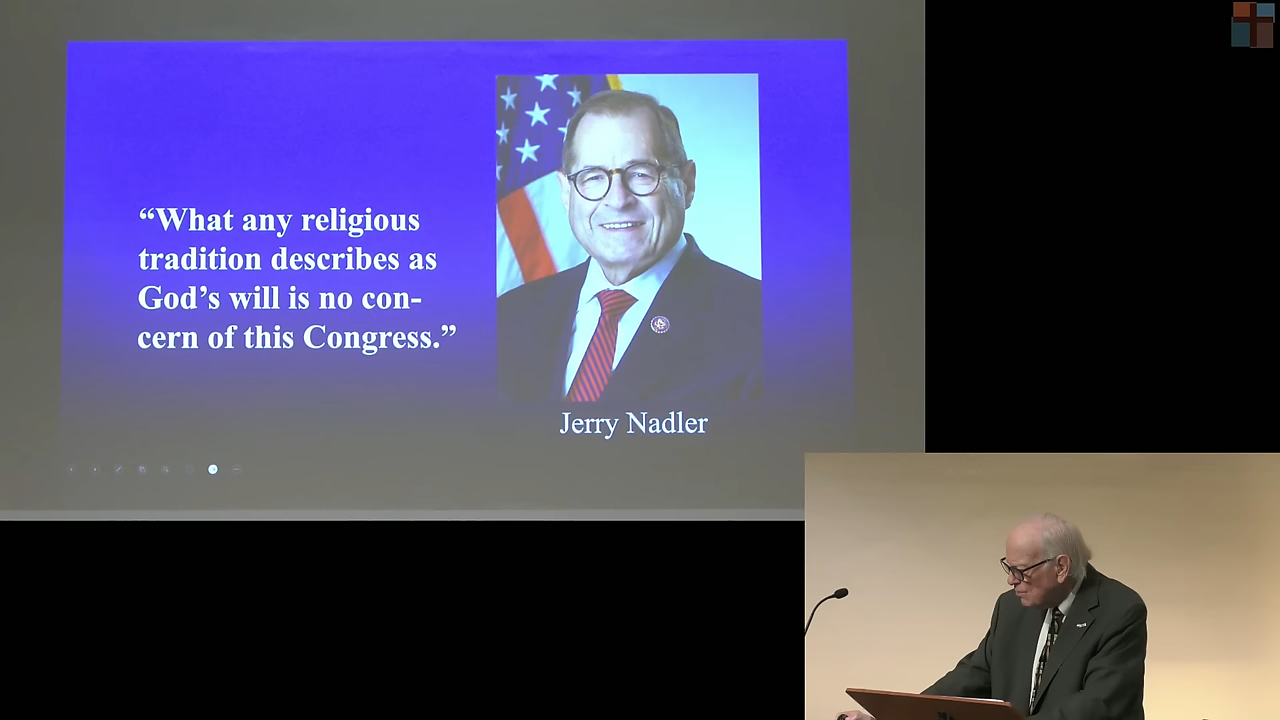 “What any religious
tradition describes as
God’s will is no con-
cern of this Congress.”
Jerry Nadler